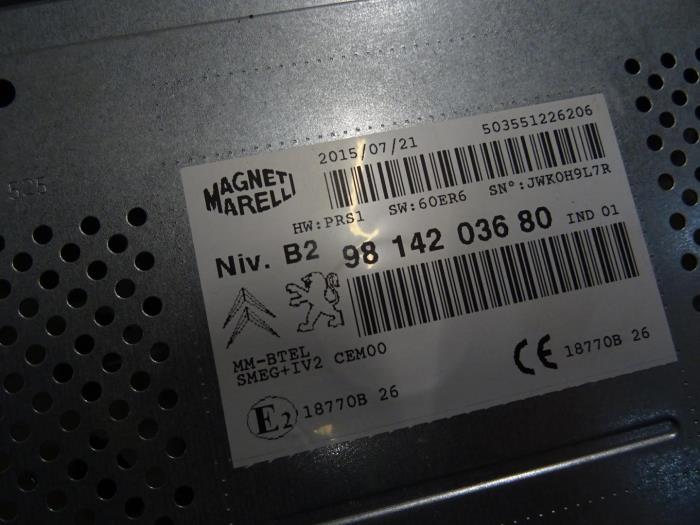 525
MAGNETI
MARELLI
2015/07/21
503551226206
HW:PRS1 SW:60ER6 SN°:JWK0H9L7R
Niv. B2 98 142 036 80 IND 01
MM-BTEL
SMEG+IV2 CEM00
CE 18770B 26
E2 18770B 26